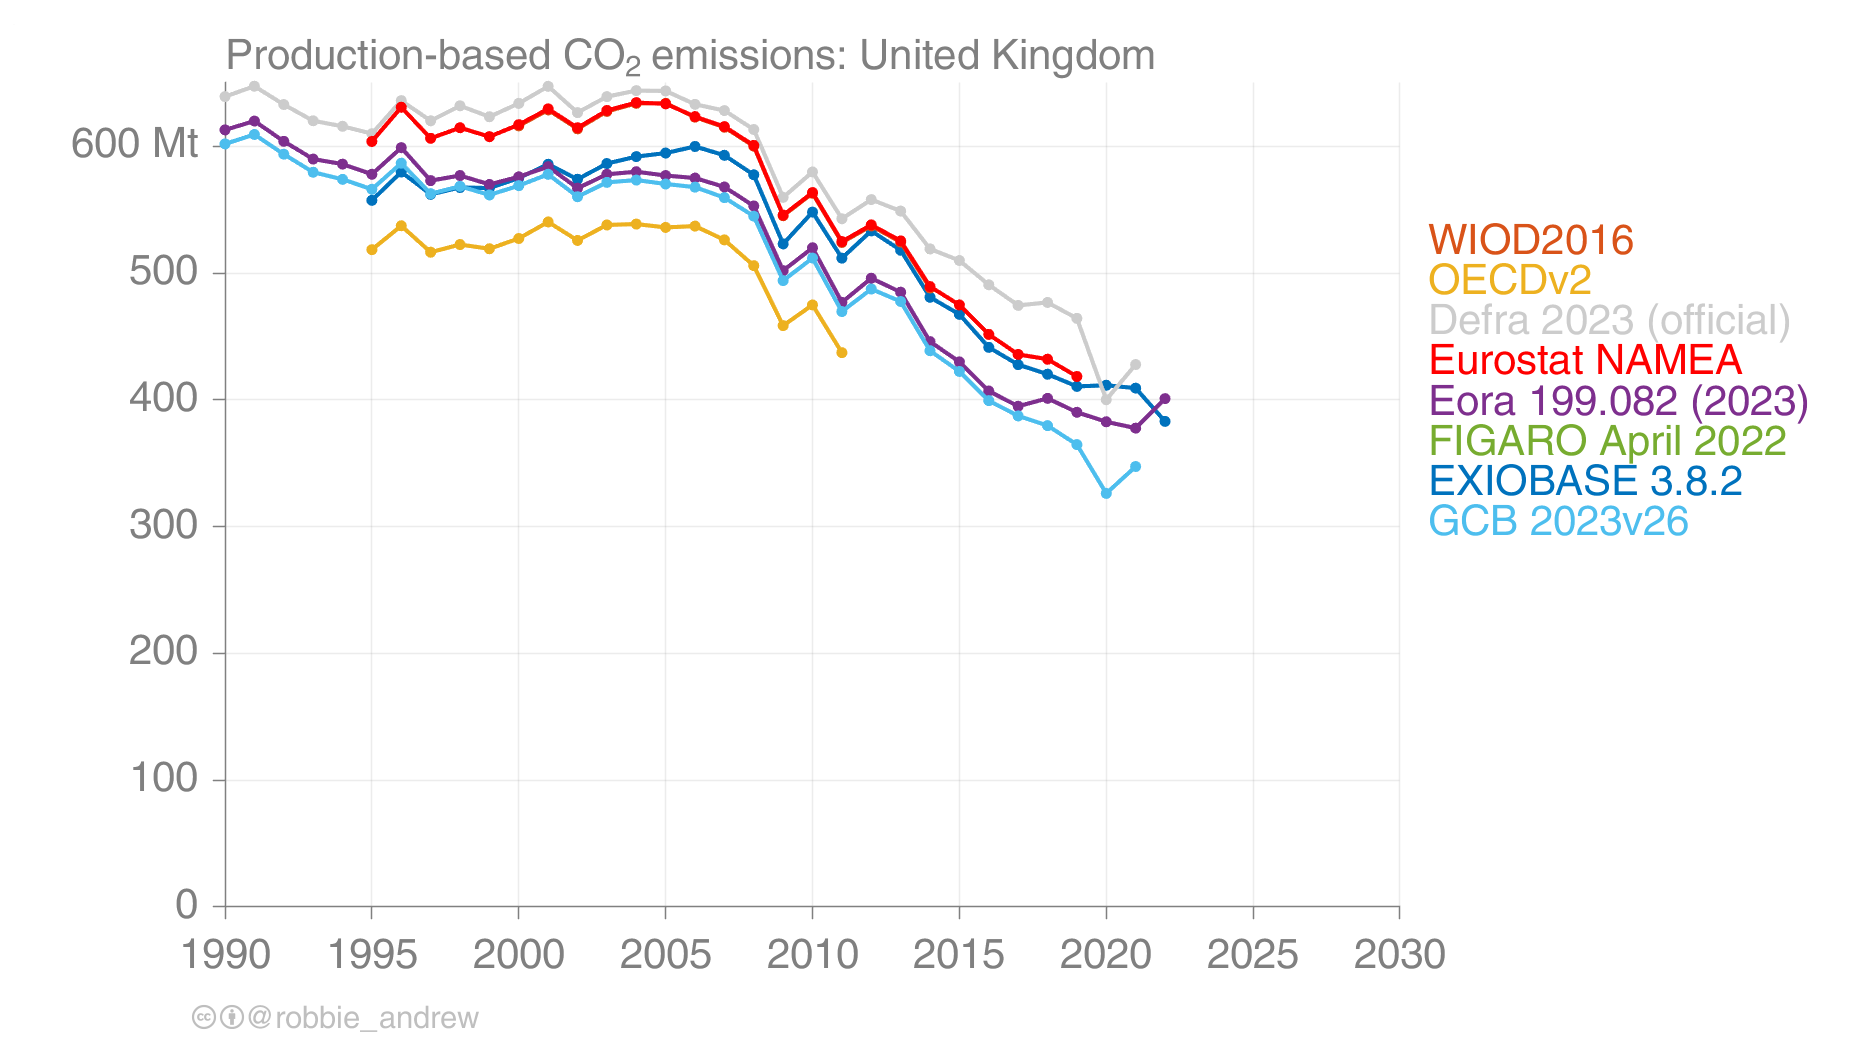 Production-based CO₂ emissions: United Kingdom
600 Mt
500
400
300
200
100
0
1990 1995 2000 2005 2010 2015 2020 2025 2030
WIOD2016
OECDv2
Defra 2023 (official)
Eurostat NAMEA
Eora 199.082 (2023)
FIGARO April 2022
EXIOBASE 3.8.2
GCB 2023v26
cc @robbie_andrew